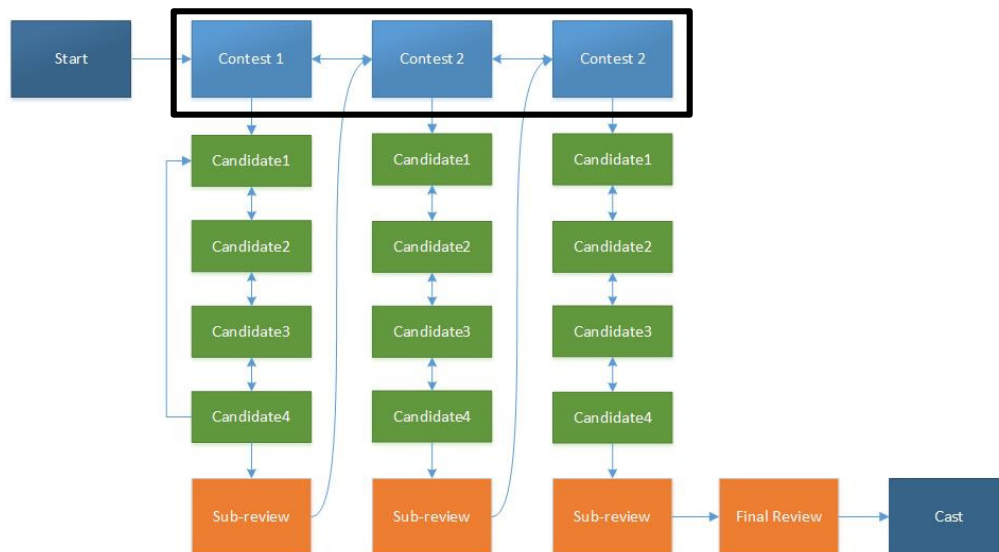 Start
Contest 1
Contest 2
Contest 2
Candidate1
Candidate1
Candidate1
Candidate2
Candidate2
Candidate2
Candidate3
Candidate3
Candidate3
Candidate4
Candidate4
Candidate4
Sub-review
Sub-review
Sub-review
Final Review
Cast